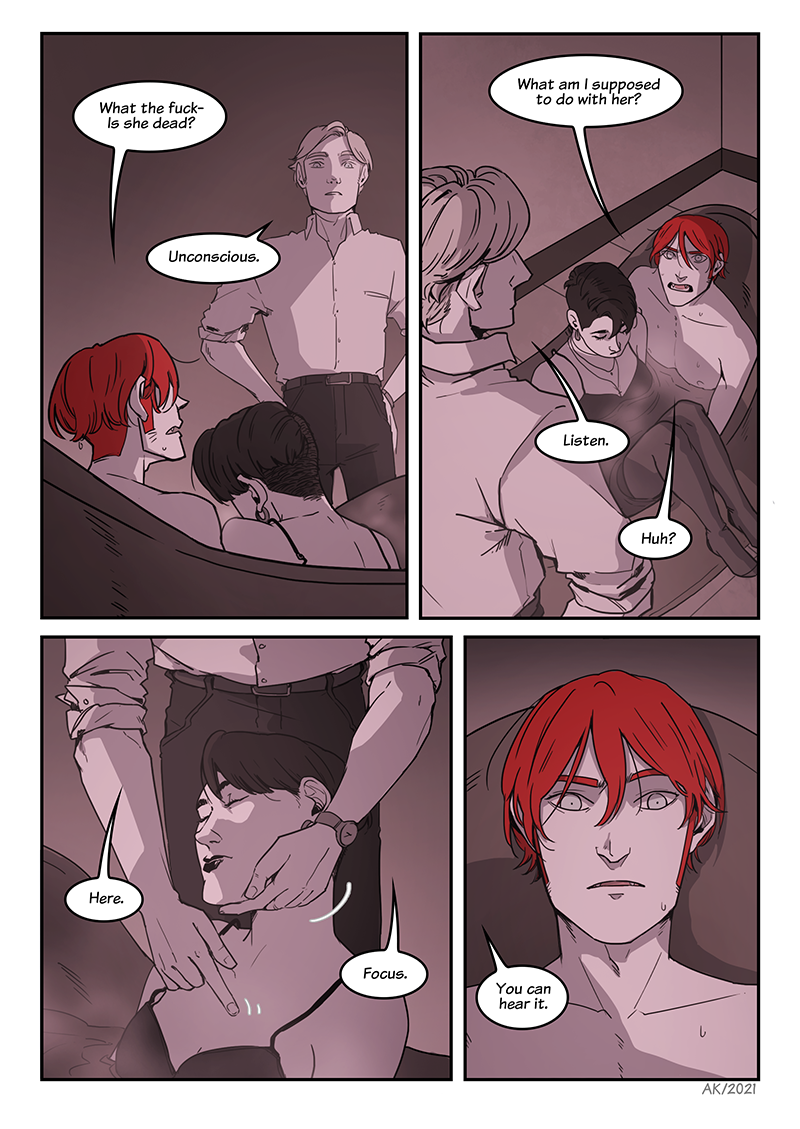 What the fuck-
Is she dead?
Unconscious.
What am I supposed
to do with her?
Listen.
Huh?
Here.
Focus.
You can
hear it.
AK/2021